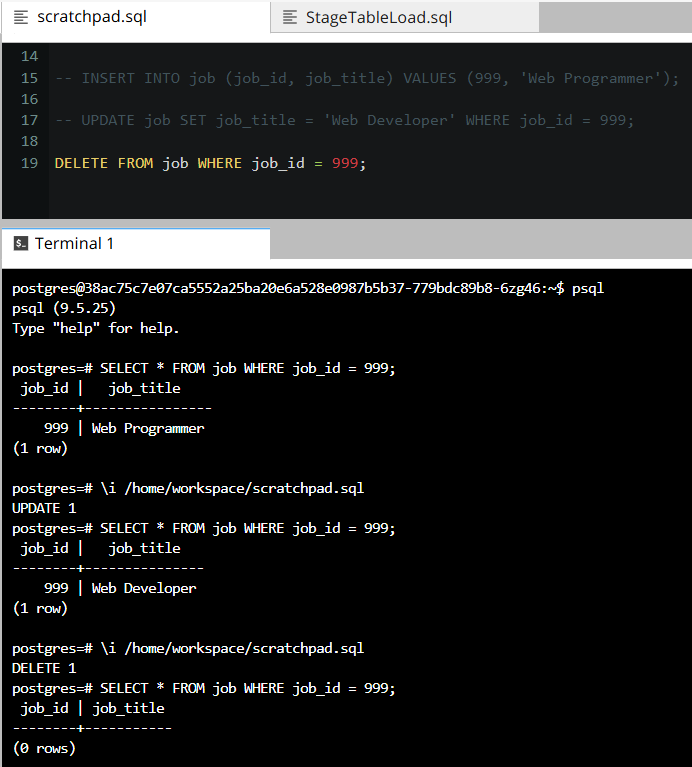 scratchpad.sql
StageTableLoad.sql
14
15 -- INSERT INTO job (job_id, job_title) VALUES (999, 'Web Programmer');
16
17 -- UPDATE job SET job_title = 'Web Developer' WHERE job_id = 999;
18
19 DELETE FROM job WHERE job_id = 999;
$_ Terminal 1
postgres@38ac75c7e07ca5552a25ba20e6a528e0987b5b37-779bdc89b8-6zg46:~$ psql
psql (9.5.25)
Type "help" for help.
postgres=# SELECT * FROM job WHERE job_id = 999;
 job_id |   job_title
--------+----------------
    999 | Web Programmer
(1 row)
postgres=# \i /home/workspace/scratchpad.sql
UPDATE 1
postgres=# SELECT * FROM job WHERE job_id = 999;
 job_id |   job_title
--------+---------------
    999 | Web Developer
(1 row)
postgres=# \i /home/workspace/scratchpad.sql
DELETE 1
postgres=# SELECT * FROM job WHERE job_id = 999;
 job_id | job_title
--------+-----------
(0 rows)